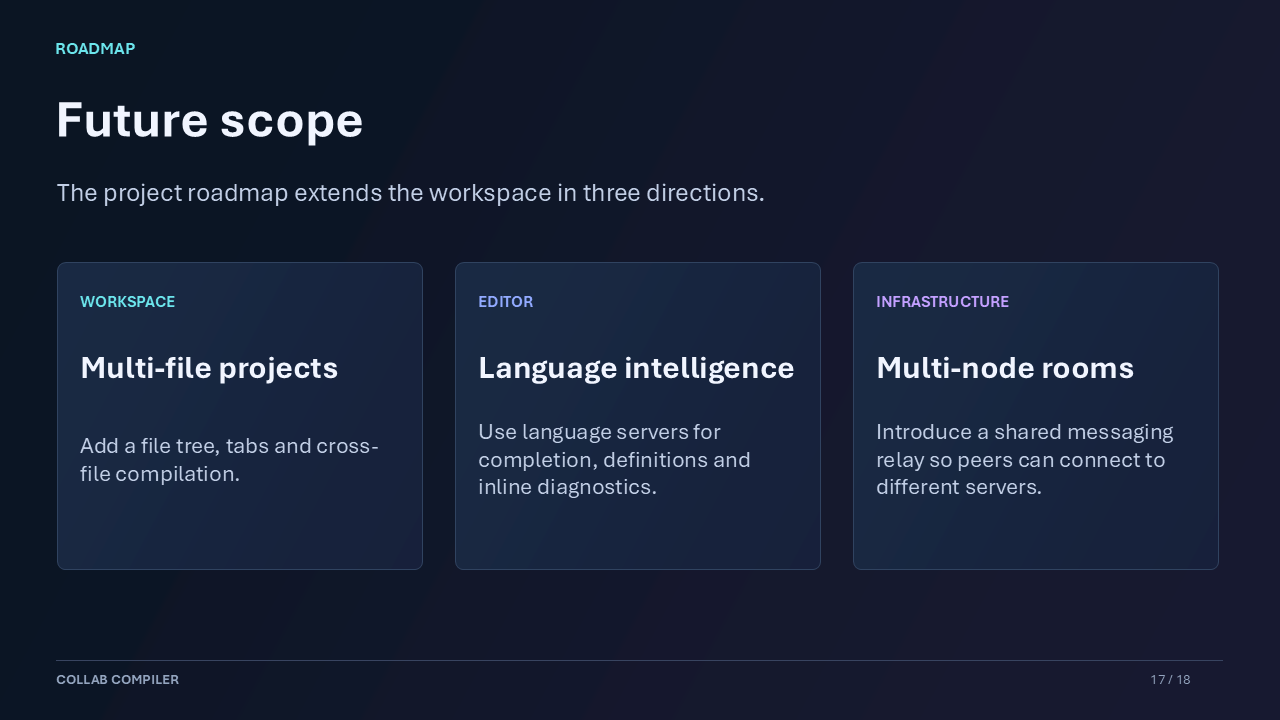 ROADMAP
Future scope
The project roadmap extends the workspace in three directions.
WORKSPACE
Multi-file projects
Add a file tree, tabs and cross-
file compilation.
EDITOR
Language intelligence
Use language servers for
completion, definitions and
inline diagnostics.
INFRASTRUCTURE
Multi-node rooms
Introduce a shared messaging
relay so peers can connect to
different servers.
COLLAB COMPILER
17 / 18